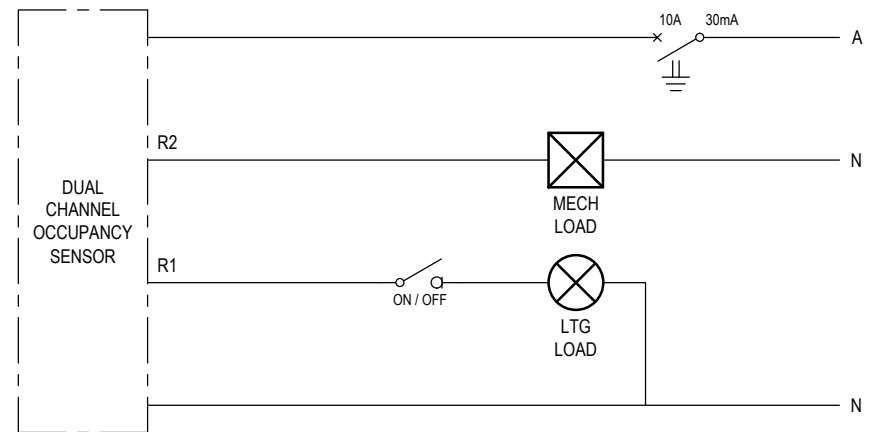 10A 30mA
A
R2
N
DUAL
CHANNEL
OCCUPANCY
SENSOR
MECH
LOAD
R1
ON / OFF
LTG
LOAD
N